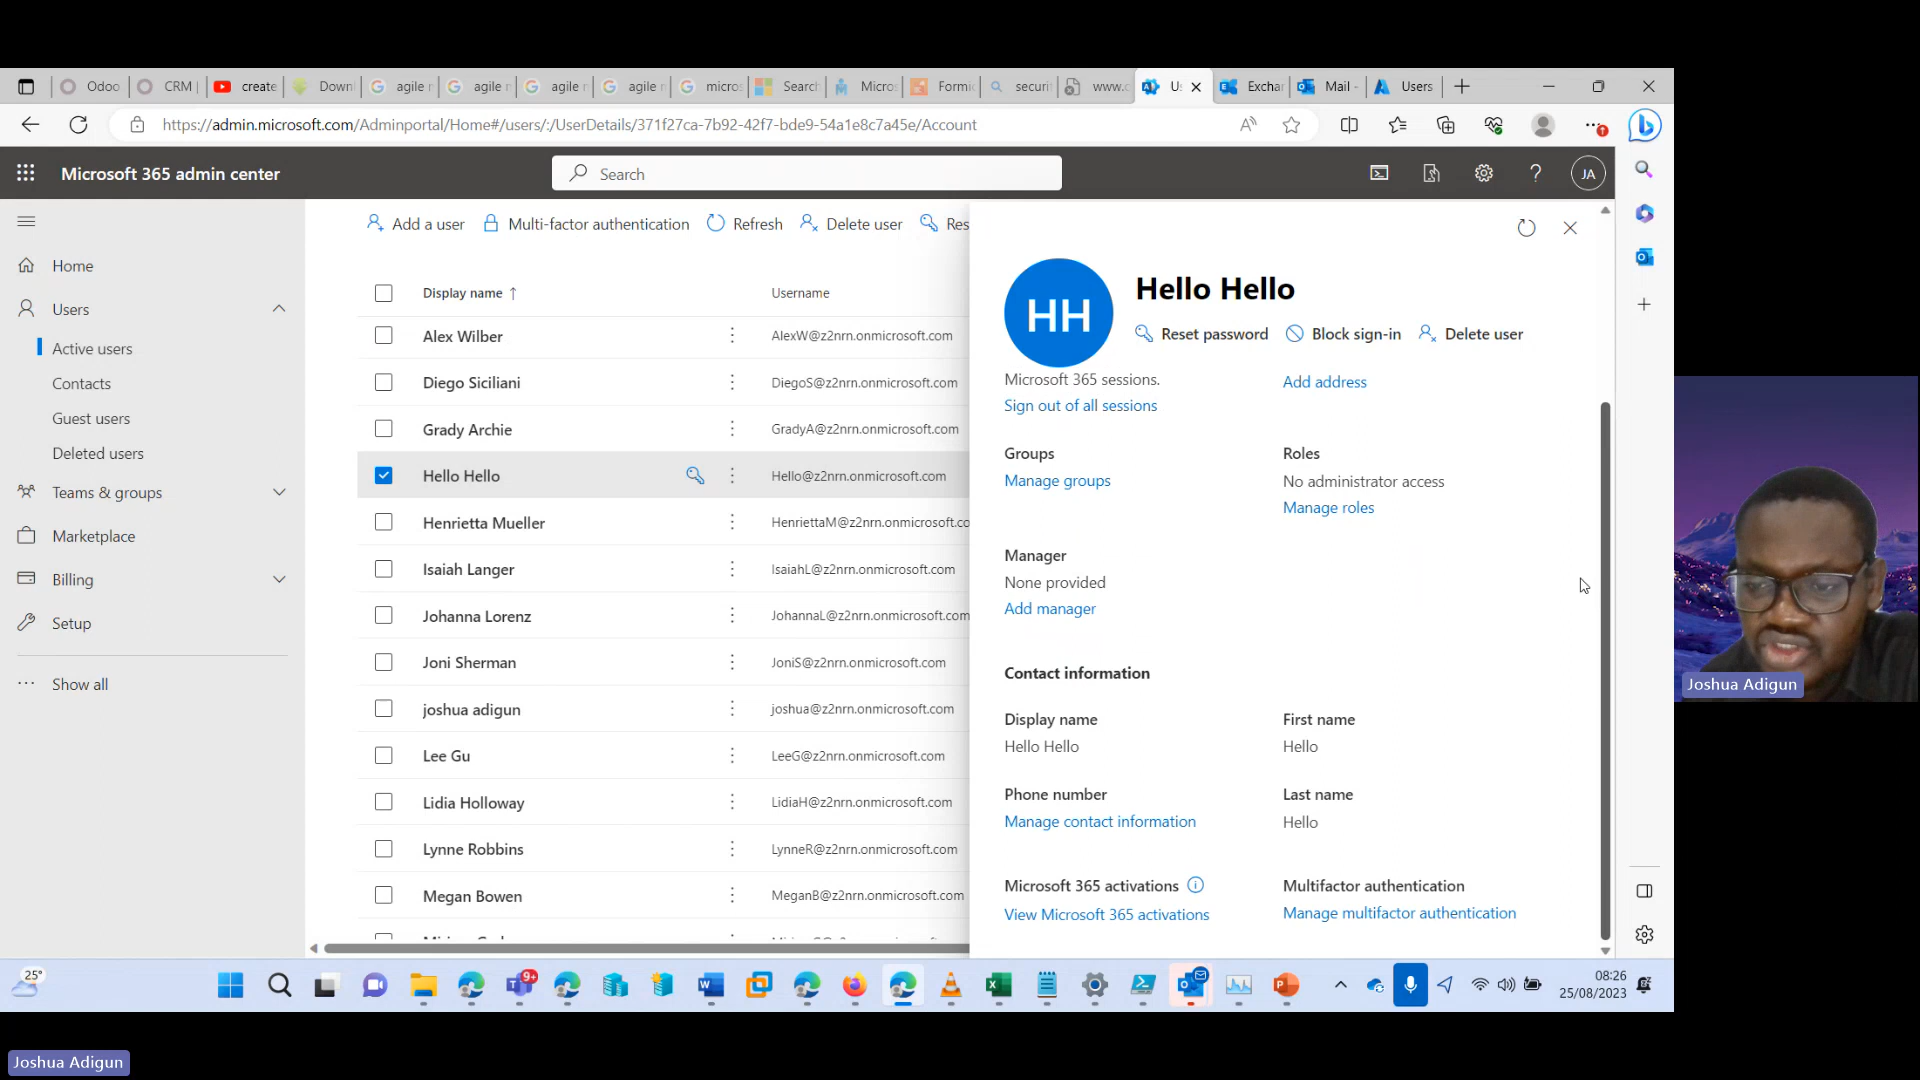 Odoo
CRM |
create
Down
agile r
agile n
agile n
agile n
micros
Search
Micros
Formic
securi
www.c
Us
Exchar
Mail -
Users
https://admin.microsoft.com/Adminportal/Home#/users/:/UserDetails/371f27ca-7b92-42f7-bde9-54a1e8c7a45e/Account
Microsoft 365 admin center
Search
JA
Home
Users
Active users
Contacts
Guest users
Deleted users
Teams & groups
Marketplace
Billing
Setup
Show all
Add a user
Multi-factor authentication
Refresh
Delete user
Res
Display name ↑
Username
Alex Wilber
AlexW@z2nrn.onmicrosoft.com
Diego Siciliani
DiegoS@z2nrn.onmicrosoft.com
Grady Archie
GradyA@z2nrn.onmicrosoft.com
Hello Hello
Hello@z2nrn.onmicrosoft.com
Henrietta Mueller
HenriettaM@z2nrn.onmicrosoft.co
Isaiah Langer
IsaiahL@z2nrn.onmicrosoft.com
Johanna Lorenz
JohannaL@z2nrn.onmicrosoft.com
Joni Sherman
JoniS@z2nrn.onmicrosoft.com
joshua adigun
joshua@z2nrn.onmicrosoft.com
Lee Gu
LeeG@z2nrn.onmicrosoft.com
Lidia Holloway
LidiaH@z2nrn.onmicrosoft.com
Lynne Robbins
LynneR@z2nrn.onmicrosoft.com
Megan Bowen
MeganB@z2nrn.onmicrosoft.com
HH
Hello Hello
Reset password
Block sign-in
Delete user
Microsoft 365 sessions.
Sign out of all sessions
Add address
Groups
Manage groups
Roles
No administrator access
Manage roles
Manager
None provided
Add manager
Contact information
Display name
Hello Hello
First name
Hello
Phone number
Manage contact information
Last name
Hello
Microsoft 365 activations
View Microsoft 365 activations
Multifactor authentication
Manage multifactor authentication
25°
9+
08:26
25/08/2023
Joshua Adigun
Joshua Adigun